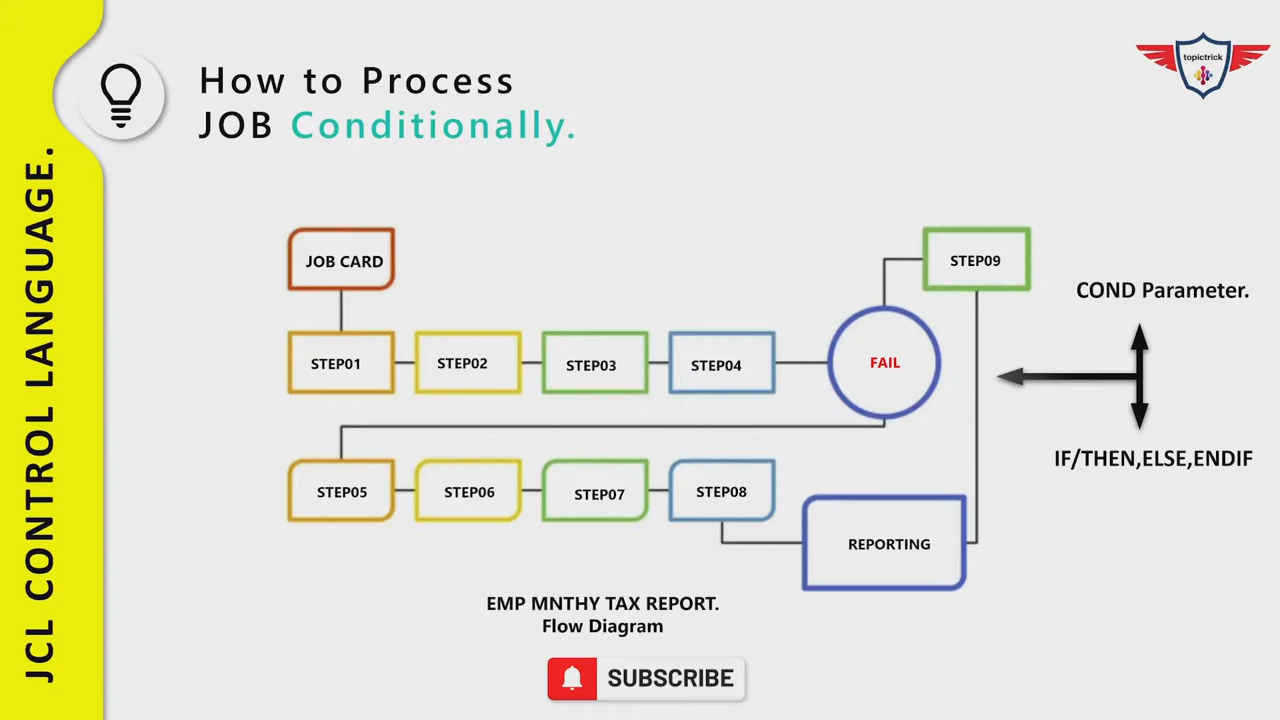 How to Process
JOB Conditionally.
topictrick
JCL CONTROL LANGUAGE.
JOB CARD
STEP09
COND Parameter.
STEP01
STEP02
STEP03
STEP04
FAIL
IF/THEN,ELSE,ENDIF
STEP05
STEP06
STEP07
STEP08
REPORTING
EMP MNTHY TAX REPORT.
Flow Diagram
SUBSCRIBE